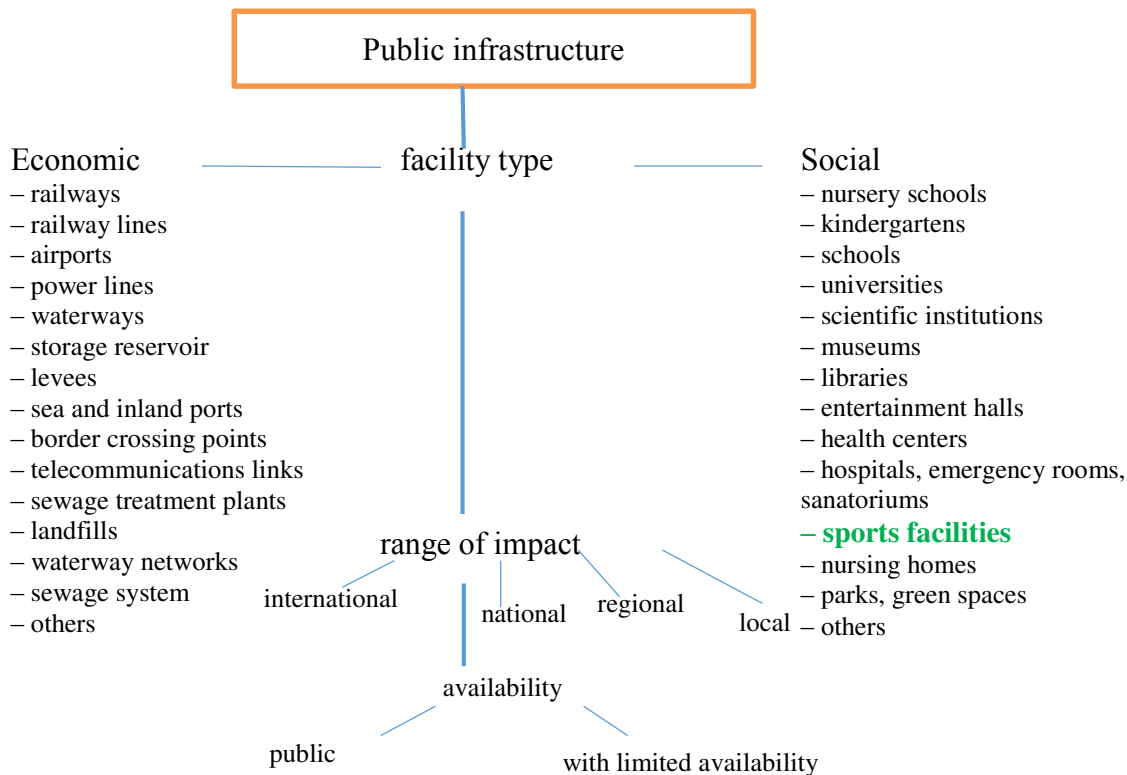 Public infrastructure
facility type
Economic
– railways
– railway lines
– airports
– power lines
– waterways
– storage reservoir
– levees
– sea and inland ports
– border crossing points
– telecommunications links
– sewage treatment plants
– landfills
– waterway networks
– sewage system
– others
Social
– nursery schools
– kindergartens
– schools
– universities
– scientific institutions
– museums
– libraries
– entertainment halls
– health centers
– hospitals, emergency rooms,
sanatoriums
– sports facilities
– nursing homes
– parks, green spaces
– others
range of impact
international
national
regional
local
availability
public
with limited availability